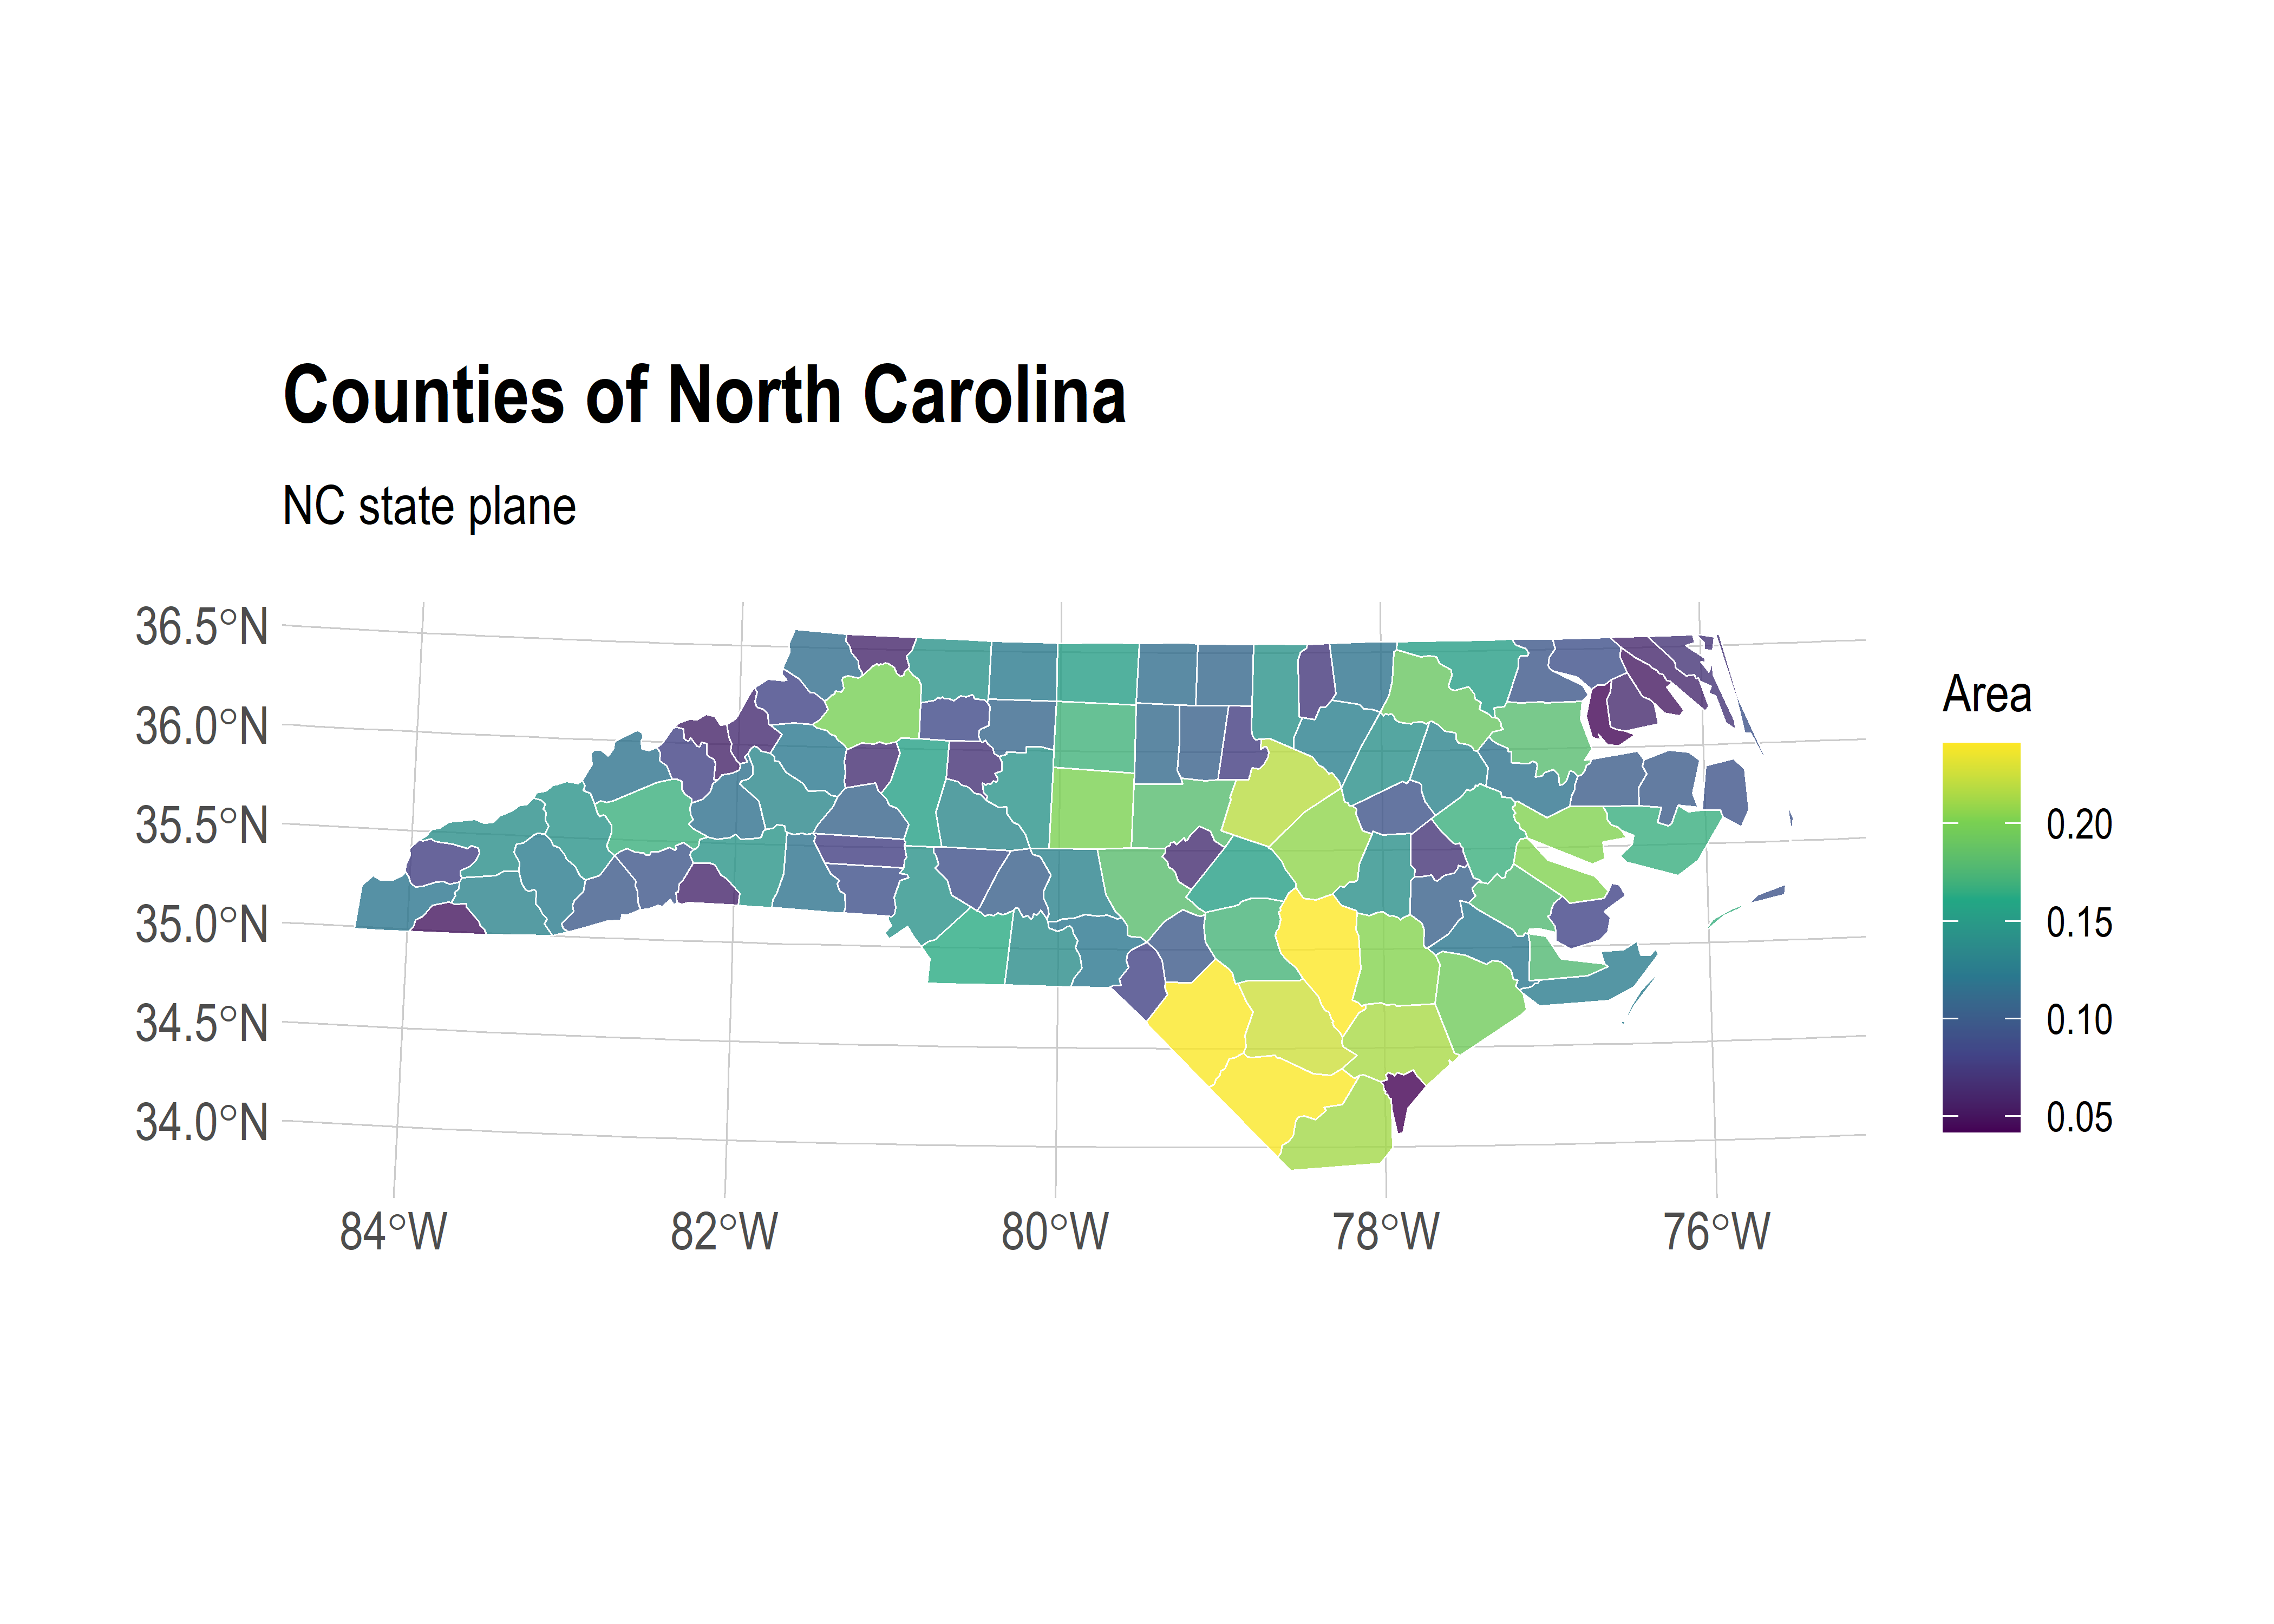 Counties of North Carolina
NC state plane
36.5°N
36.0°N
35.5°N
35.0°N
34.5°N
34.0°N
84°W
82°W
80°W
78°W
76°W
Area
0.20
0.15
0.10
0.05